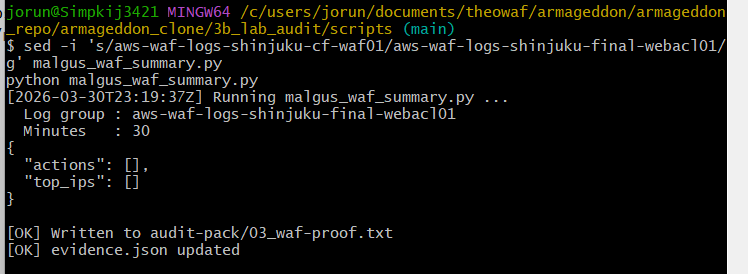 jorun@Simpkij3421 MINGW64 /c/users/jorun/documents/theowaf/armageddon/armageddon
_repo/armageddon_clone/3b_lab_audit/scripts (main)
$ sed -i 's/aws-waf-logs-shinjuku-cf-waf01/aws-waf-logs-shinjuku-final-webacl01/
g' malgus_waf_summary.py
python malgus_waf_summary.py
[2026-03-30T23:19:37Z] Running malgus_waf_summary.py ...
  Log group : aws-waf-logs-shinjuku-final-webacl01
  Minutes   : 30
{
  "actions": [],
  "top_ips": []
}

[OK] Written to audit-pack/03_waf-proof.txt
[OK] evidence.json updated